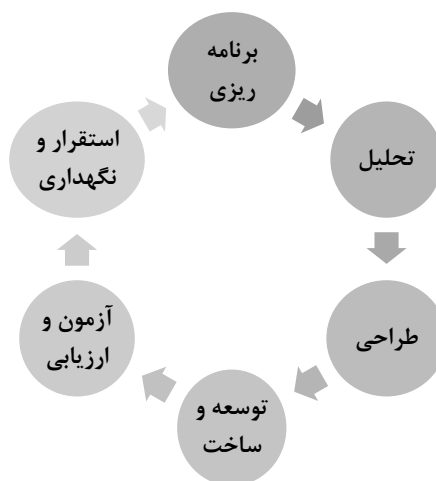 برنامه
ریزی
تحلیل
طراحی
توسعه و
ساخت
آزمون و
ارزیابی
استقرار و
نگهداری